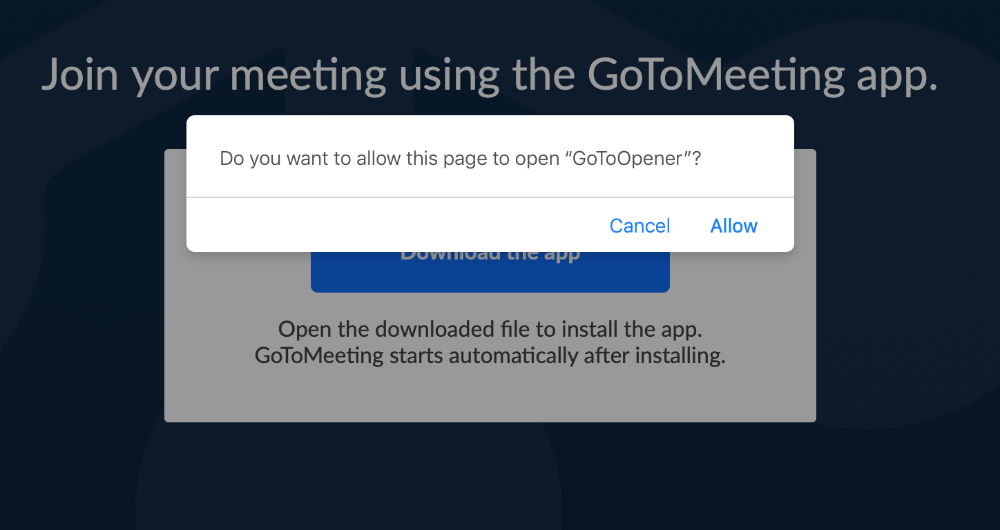 Join your meeting using the GoToMeeting app.
Do you want to allow this page to open “GoToOpener”?
Cancel Allow
Download the app
Open the downloaded file to install the app.
GoToMeeting starts automatically after installing.